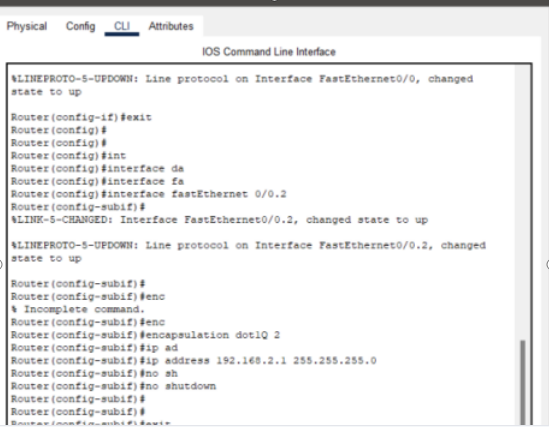 Physical Config CLI Attributes
IOS Command Line Interface
%LINEPROTO-5-UPDOWN: Line protocol on Interface FastEthernet0/0, changed
state to up
Router(config-if)#exit
Router(config)#
Router(config)#
Router(config)#int
Router(config)#interface da
Router(config)#interface fa
Router(config)#interface fastEthernet 0/0.2
Router(config-subif)#
%LINK-5-CHANGED: Interface FastEthernet0/0.2, changed state to up
%LINEPROTO-5-UPDOWN: Line protocol on Interface FastEthernet0/0.2, changed
state to up
Router(config-subif)#
Router(config-subif)#enc
% Incomplete command.
Router(config-subif)#enc
Router(config-subif)#encapsulation dot1Q 2
Router(config-subif)#ip ad
Router(config-subif)#ip address 192.168.2.1 255.255.255.0
Router(config-subif)#no sh
Router(config-subif)#no shutdown
Router(config-subif)#
Router(config-subif)#
Router(config-subif)#exit